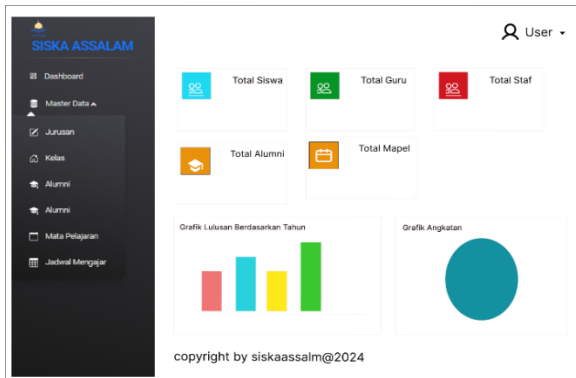 SISKA ASSALAM
Dashboard
Master Data
Jurusan
Kelas
Alumni
Alumni
Mata Pelajaran
Jadwal Mengajar
User
Total Siswa
Total Guru
Total Staf
Total Alumni
Total Mapel
Grafik Lulusan Berdasarkan Tahun
Grafik Angkatan
copyright by siskaassalm@2024